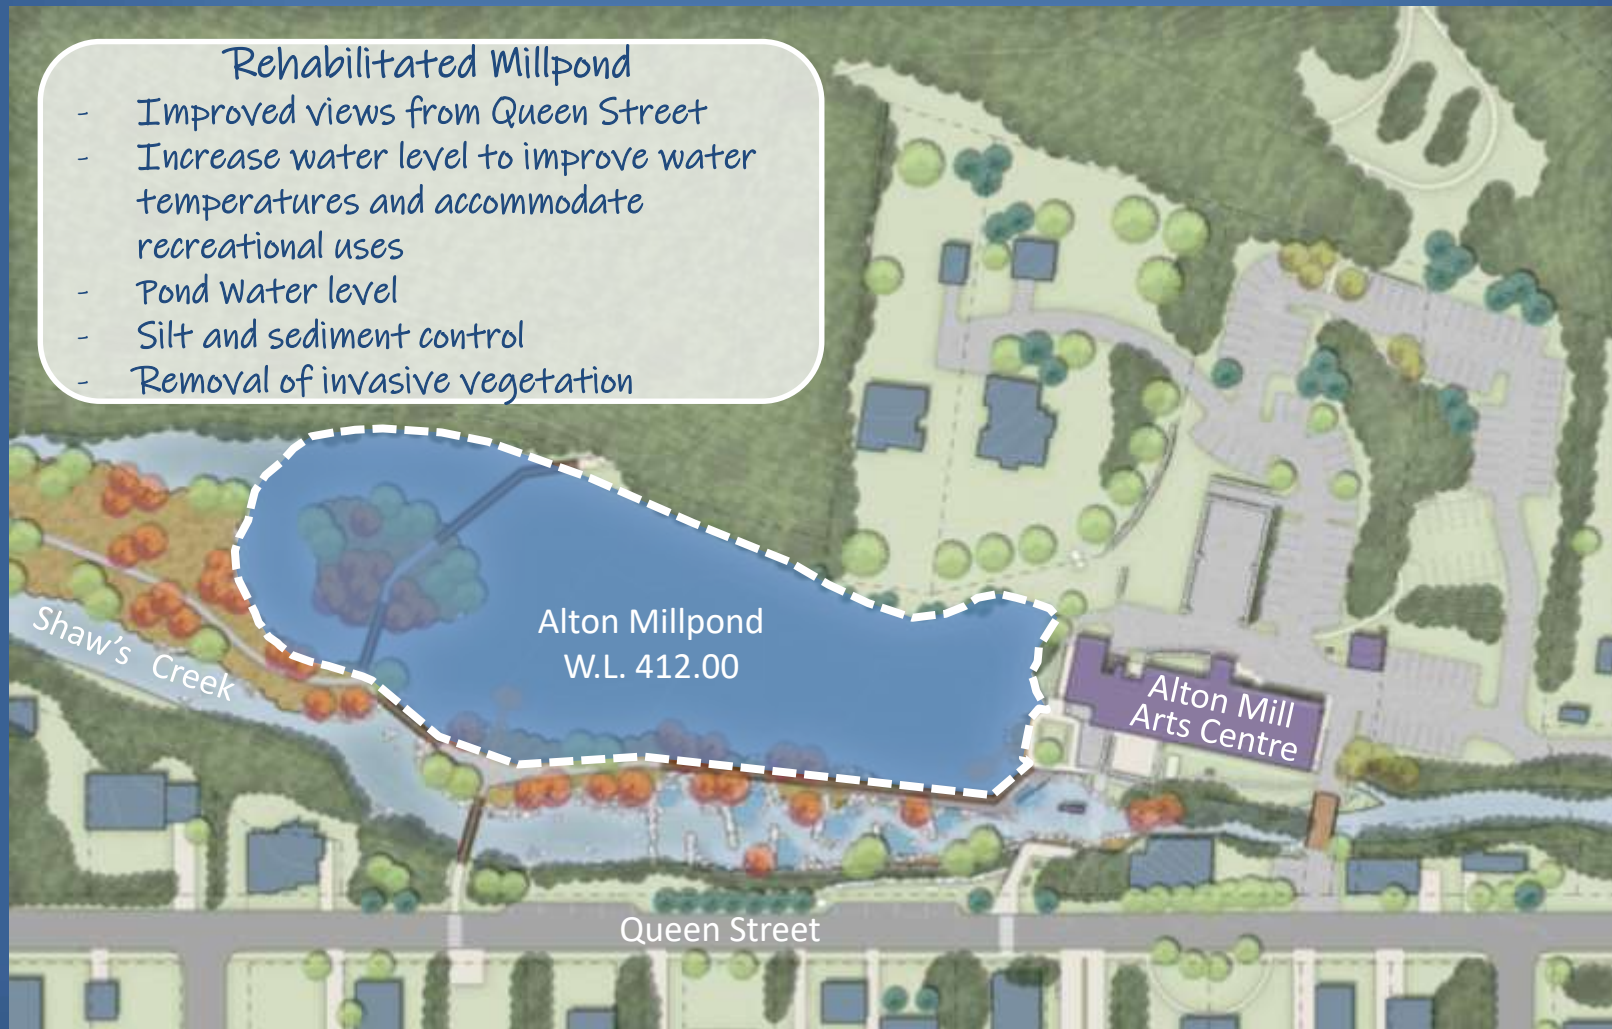 Rehabilitated Millpond
- Improved views from Queen Street
- Increase water level to improve water
temperatures and accommodate
recreational uses
- Pond Water level
- Silt and sediment control
- Removal of invasive vegetation
Alton Millpond
W.L. 412.00
Shaw's Creek
Alton Mill
Arts Centre
Queen Street